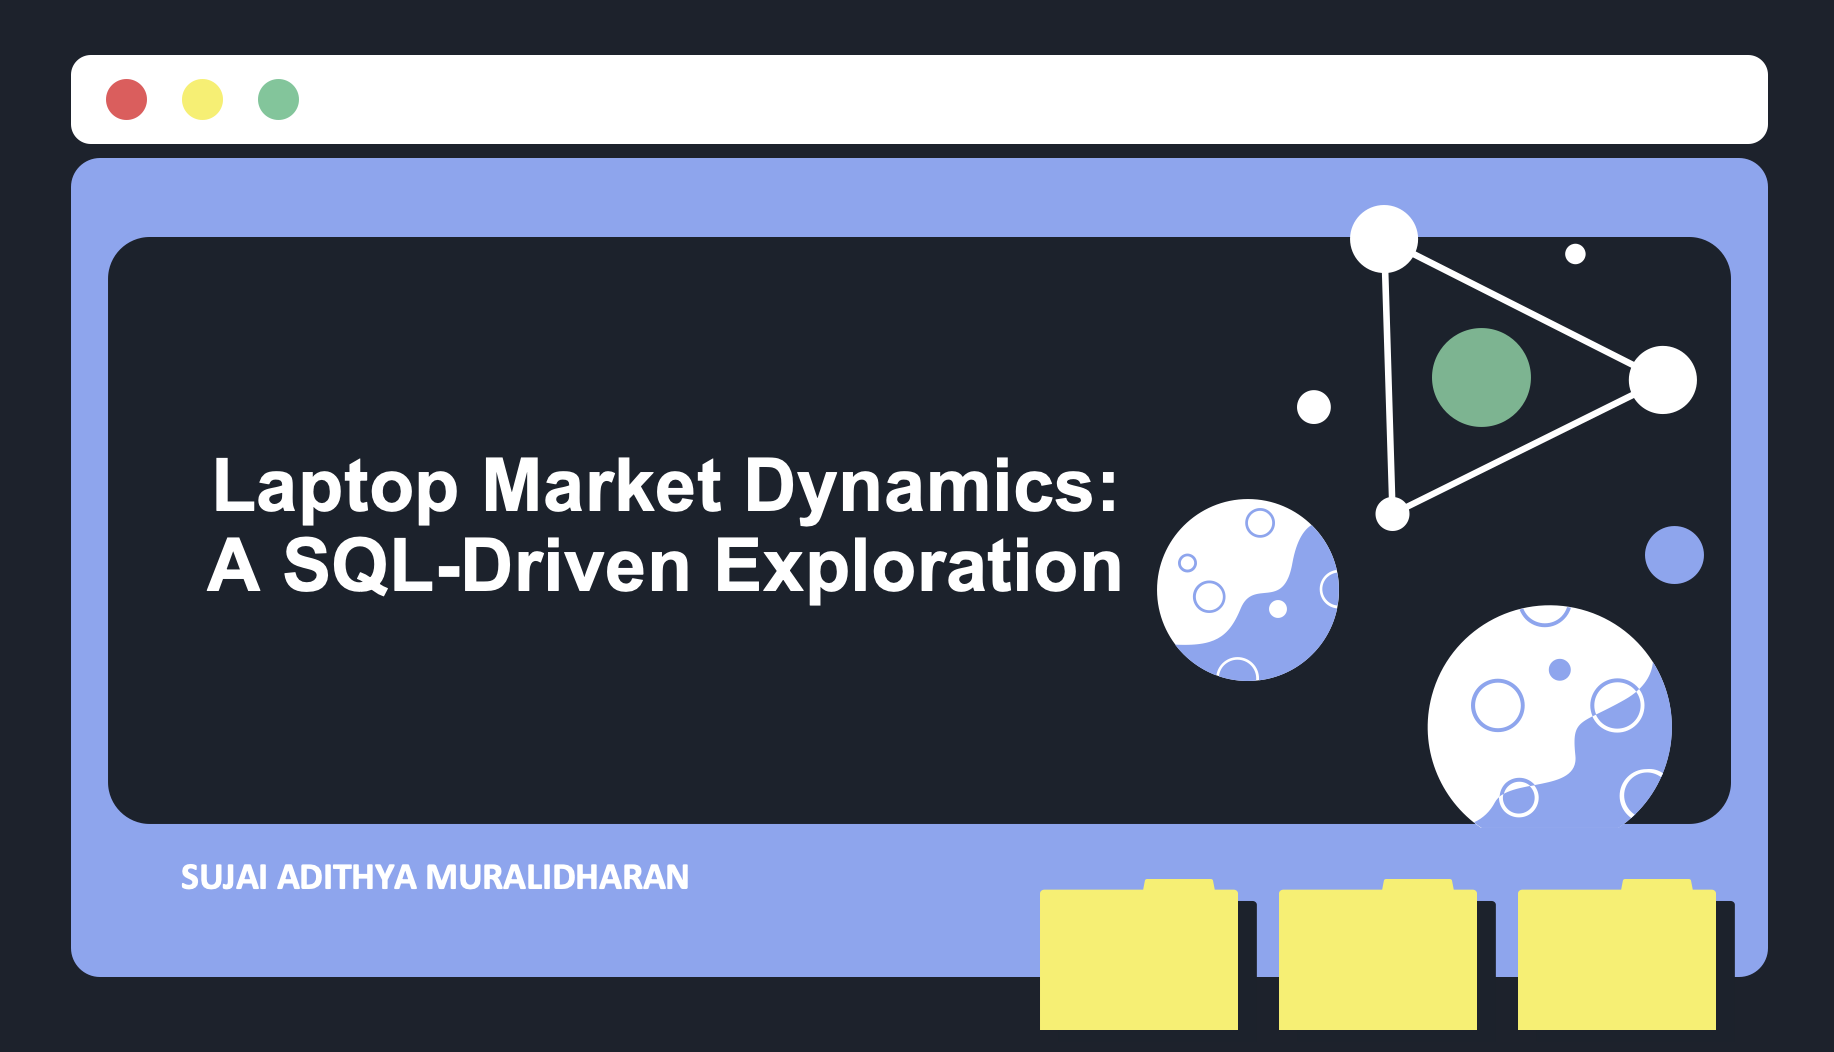 Laptop Market Dynamics:
A SQL-Driven Exploration
SUJAI ADITHYA MURALIDHARAN